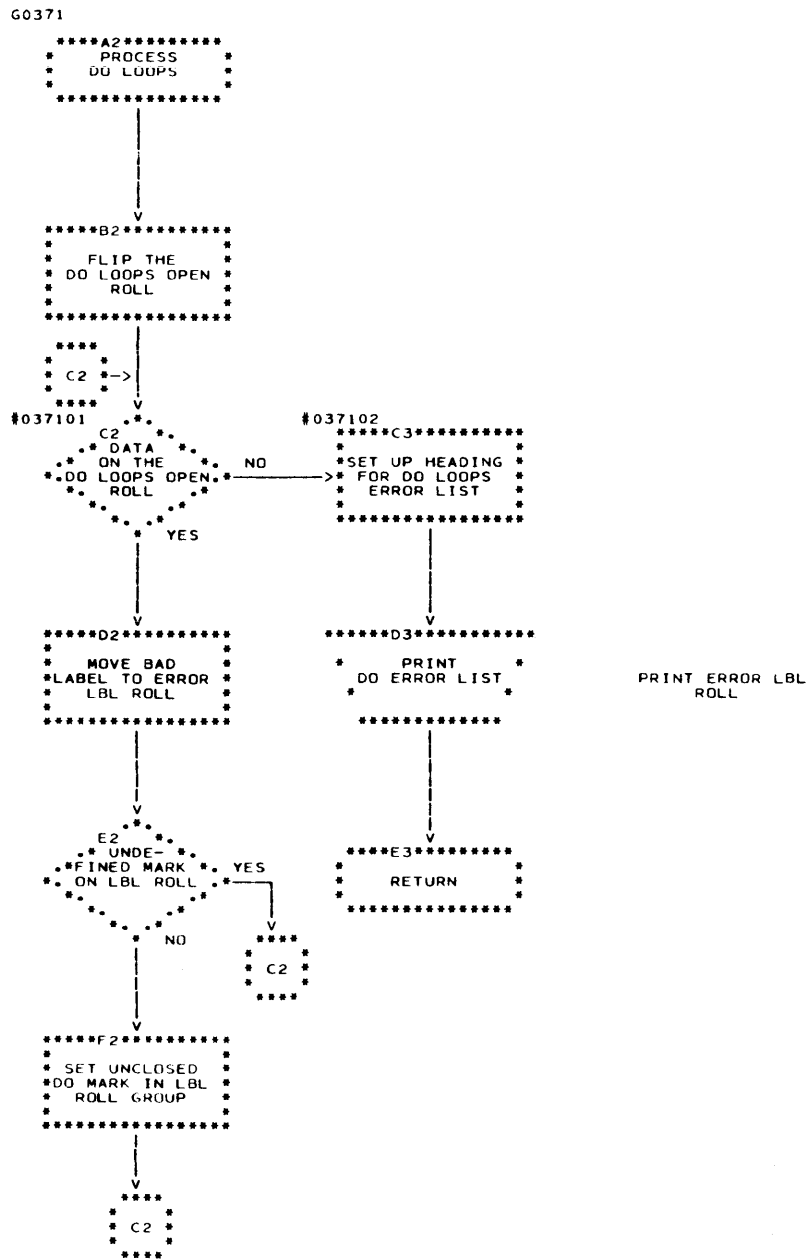 G0371
A2
PROCESS
DO LOOPS
B2
FLIP THE
DO LOOPS OPEN
ROLL
C2
#037101
C2
DATA
ON THE
DO LOOPS OPEN
ROLL
NO
YES
#037102
C3
SET UP HEADING
FOR DO LOOPS
ERROR LIST
D2
MOVE BAD
LABEL TO ERROR
LBL ROLL
D3
PRINT
DO ERROR LIST
PRINT ERROR LBL
ROLL
E2
UNDE-
FINED MARK
ON LBL ROLL
YES
NO
C2
E3
RETURN
F2
SET UNCLOSED
DO MARK IN LBL
ROLL GROUP
C2